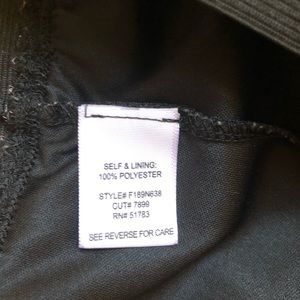 SELF & LINING:
100% POLYESTER
STYLE# F189N638
CUT# 7899
RN# 51783
SEE REVERSE FOR CARE